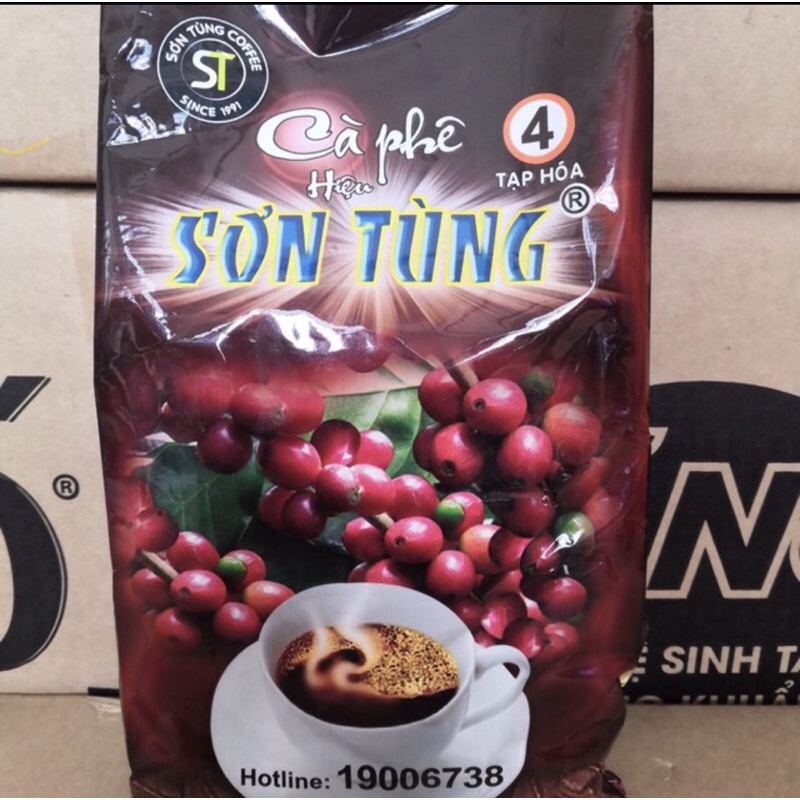 SƠN TÙNG COFFEE
ST
SINCE 1991
Cà phê
Hiệu
4
TẠP HÓA
SƠN TÙNG®
Hotline: 19006738
®
SINH